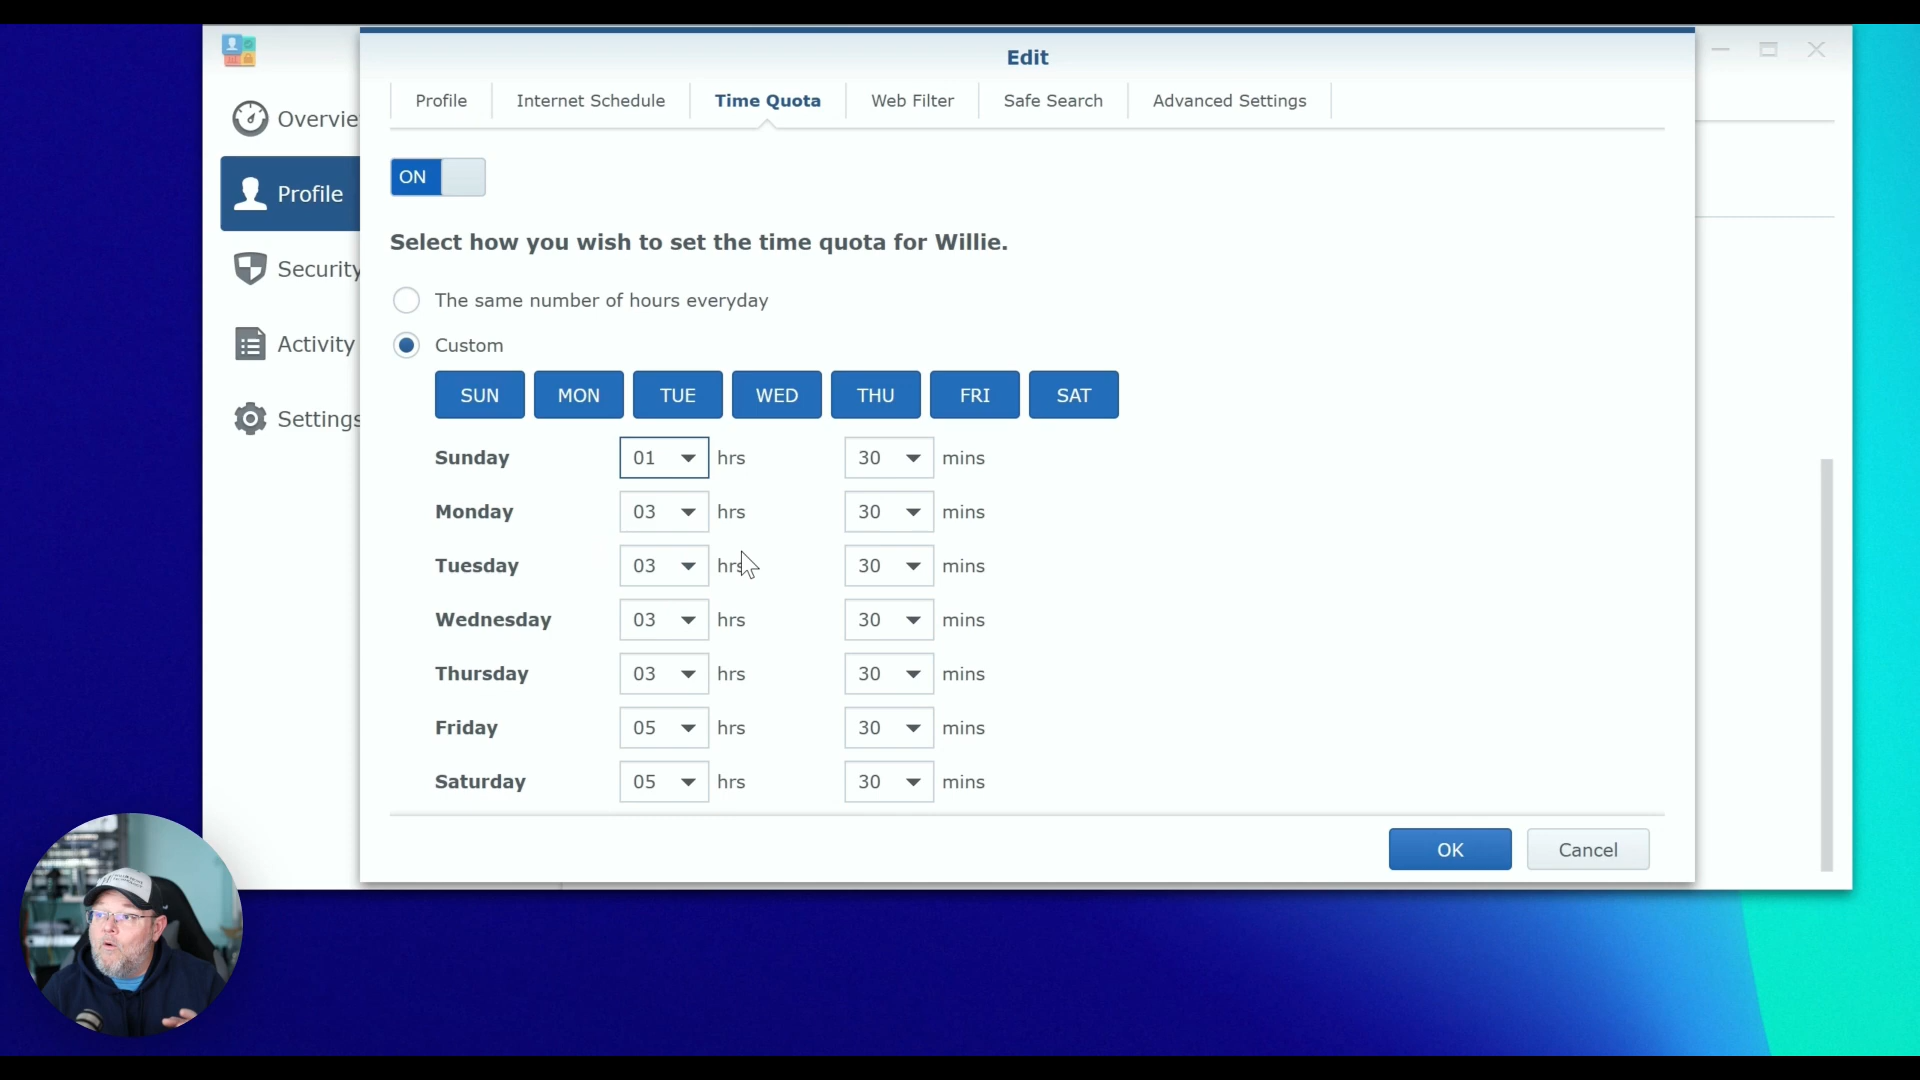 Edit
Profile
Internet Schedule
Time Quota
Web Filter
Safe Search
Advanced Settings
Overvie
Profile
Security
Activity
Settings
ON
Select how you wish to set the time quota for Willie.
The same number of hours everyday
Custom
SUN MON TUE WED THU FRI SAT
Sunday 01 hrs 30 mins
Monday 03 hrs 30 mins
Tuesday 03 hrs 30 mins
Wednesday 03 hrs 30 mins
Thursday 03 hrs 30 mins
Friday 05 hrs 30 mins
Saturday 05 hrs 30 mins
OK Cancel